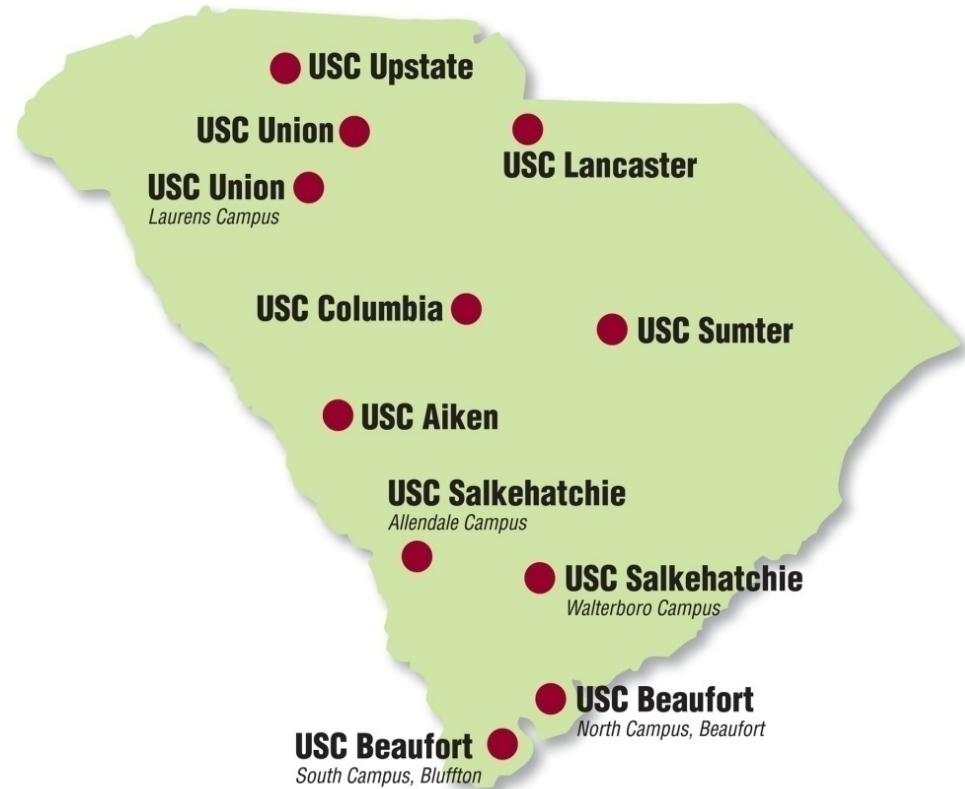 USC Upstate
USC Union
USC Lancaster
USC Union
Laurens Campus
USC Columbia
USC Sumter
USC Aiken
USC Salkehatchie
Allendale Campus
USC Salkehatchie
Walterboro Campus
USC Beaufort
North Campus, Beaufort
USC Beaufort
South Campus, Bluffton